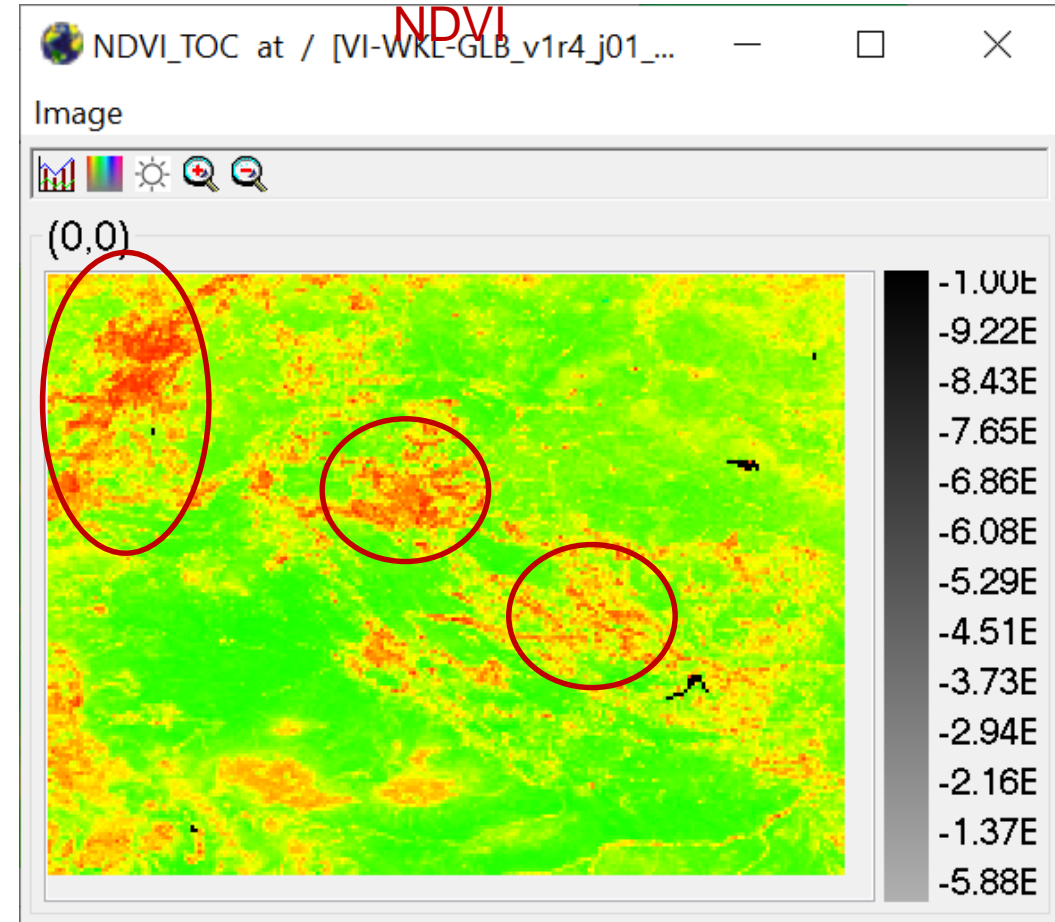 NDVI
NDVI_TOC at / [VI-WKL-GLB_v1r4_j01_...
Image
(0,0)
-1.00E
-9.22E
-8.43E
-7.65E
-6.86E
-6.08E
-5.29E
-4.51E
-3.73E
-2.94E
-2.16E
-1.37E
-5.88E